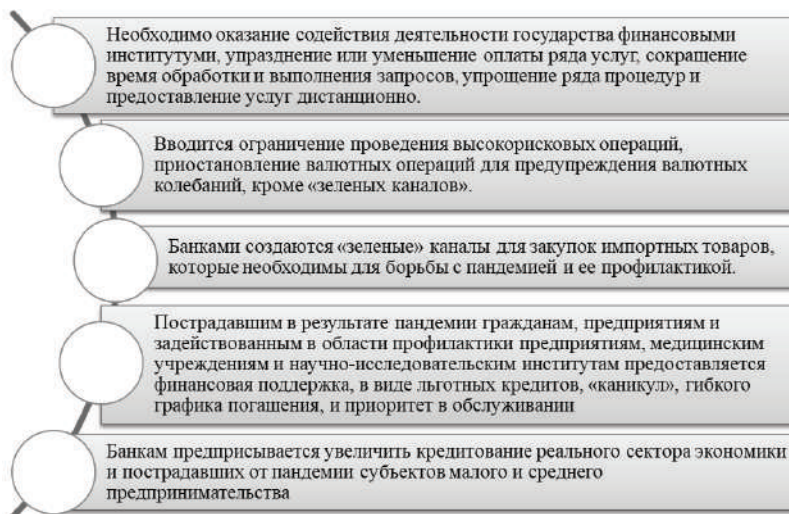 Необходимо оказание содействия деятельности государства финансовыми
институтуми, упразднение или уменьшение оплаты ряда услуг, сокращение
время обработки и выполнения запросов, упрощение ряда процедур и
предоставление услуг дистанционно.
Вводится ограничение проведения высокорисковых операций,
приостановление валютных операций для предупреждения валютных
колебаний, кроме «зеленых каналов».
Банками создаются «зеленые» каналы для закупок импортных товаров,
которые необходимы для борьбы с пандемией и ее профилактикой.
Пострадавшим в результате пандемии гражданам, предприятиям и
задействованным в области профилактики предприятиям, медицинским
учреждениям и научно-исследовательским институтам предоставляется
финансовая поддержка, в виде льготных кредитов, «каникул», гибкого
графика погашения, и приоритет в обслуживании
Банкам предприсывается увеличить кредитование реального сектора экономики
и пострадавших от пандемии субъектов малого и среднего
предпринимательства